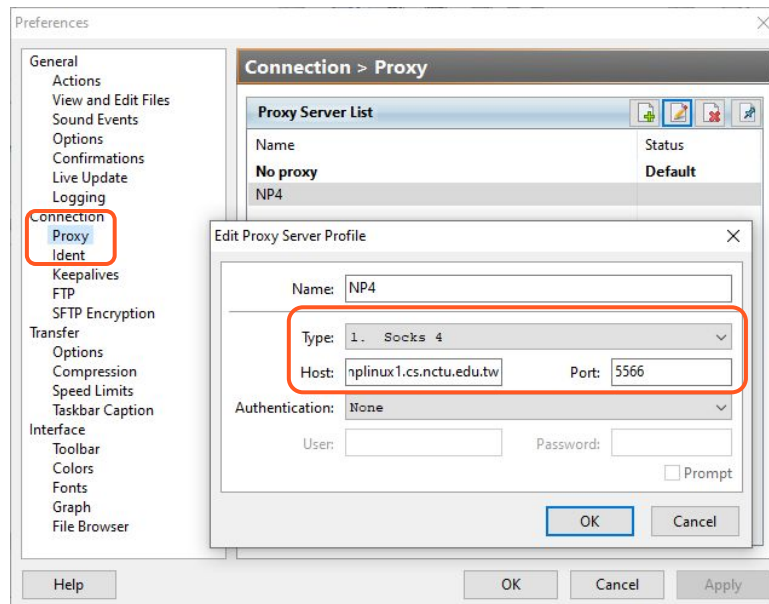 Preferences
General
Actions
View and Edit Files
Sound Events
Options
Confirmations
Live Update
Logging
Connection
Proxy
Ident
Keepalives
FTP
SFTP Encryption
Transfer
Options
Compression
Speed Limits
Taskbar Caption
Interface
Toolbar
Colors
Fonts
Graph
File Browser
Connection > Proxy
Proxy Server List
Name Status
No proxy Default
NP4
Edit Proxy Server Profile
Name: NP4
Type: 1. Socks 4
Host: nplinux1.cs.nctu.edu.tw Port: 5566
Authentication: None
User: Password:
Prompt
OK Cancel
Help OK Cancel Apply